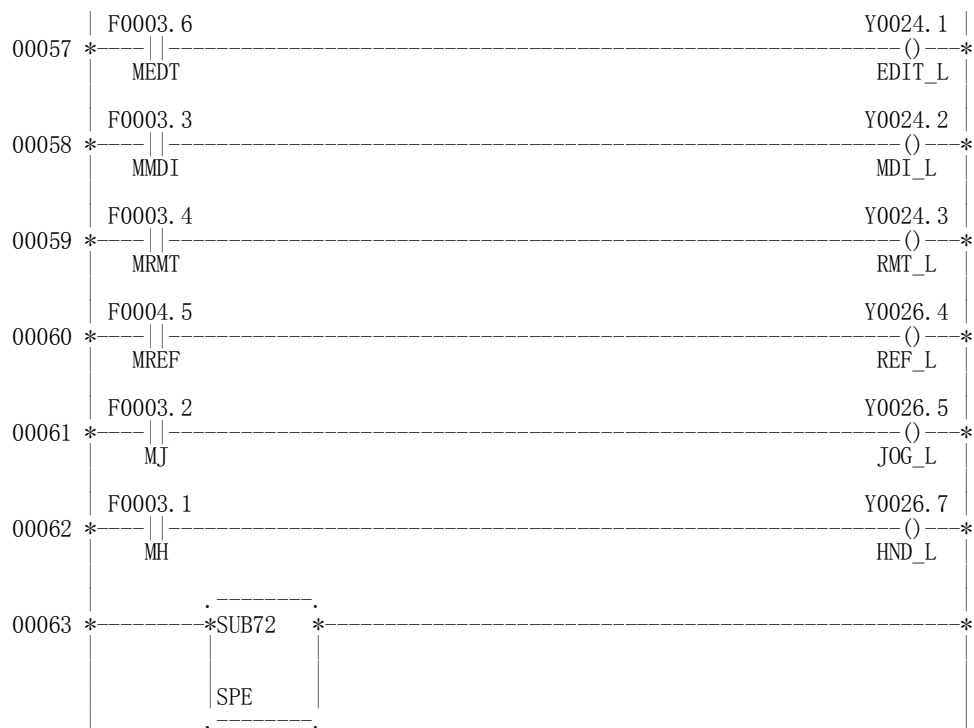 F0003.6 Y0024.1
00057
MEDT EDIT_L
F0003.3 Y0024.2
00058
MMDI MDI_L
F0003.4 Y0024.3
00059
MRMT RMT_L
F0004.5 Y0026.4
00060
MREF REF_L
F0003.2 Y0026.5
00061
MJ JOG_L
F0003.1 Y0026.7
00062
MH HND_L
00063 SUB72
SPE